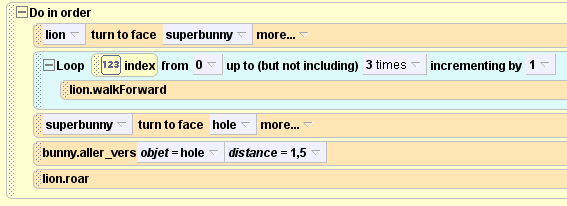 Do in order
lion turn to face superbunny more...
Loop 123 index from 0 up to (but not including) 3 times incrementing by 1
lion.walkForward
superbunny turn to face hole more...
bunny.aller_vers objet = hole distance = 1,5
lion.roar